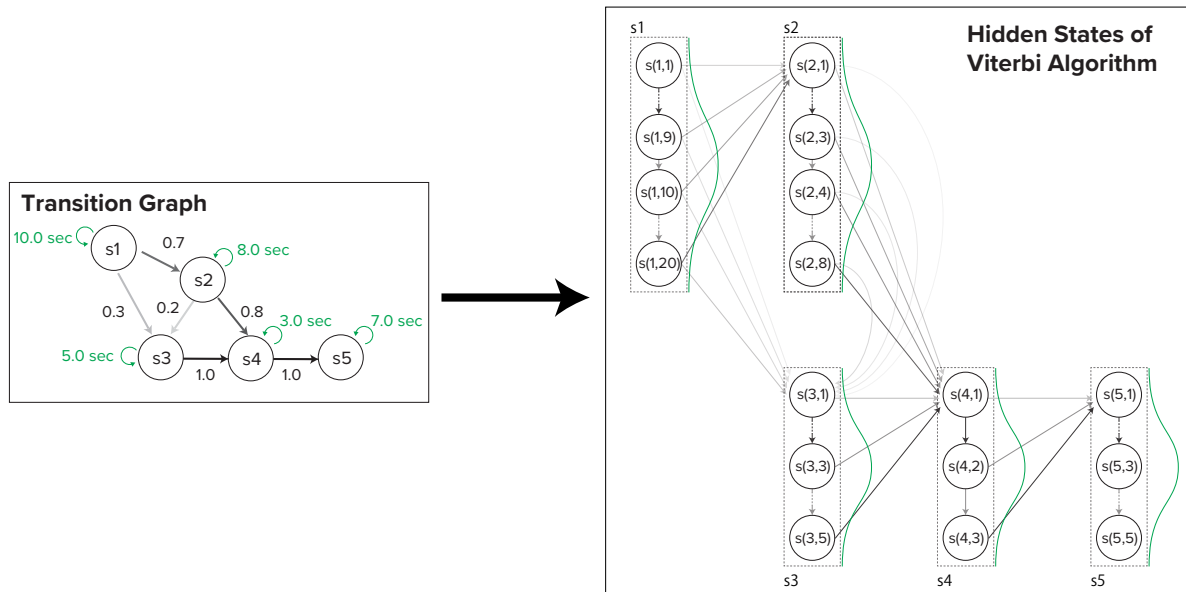 Transition Graph
10.0 sec
s1
0.7
8.0 sec
s2
0.3
0.2
0.8
3.0 sec
7.0 sec
5.0 sec
s3
s4
s5
1.0
1.0
Hidden States of
Viterbi Algorithm
s1
s(1,1)
s(1,9)
s(1,10)
s(1,20)
s2
s(2,1)
s(2,3)
s(2,4)
s(2,8)
s(3,1)
s(3,3)
s(3,5)
s3
s(4,1)
s(4,2)
s(4,3)
s4
s(5,1)
s(5,3)
s(5,5)
s5